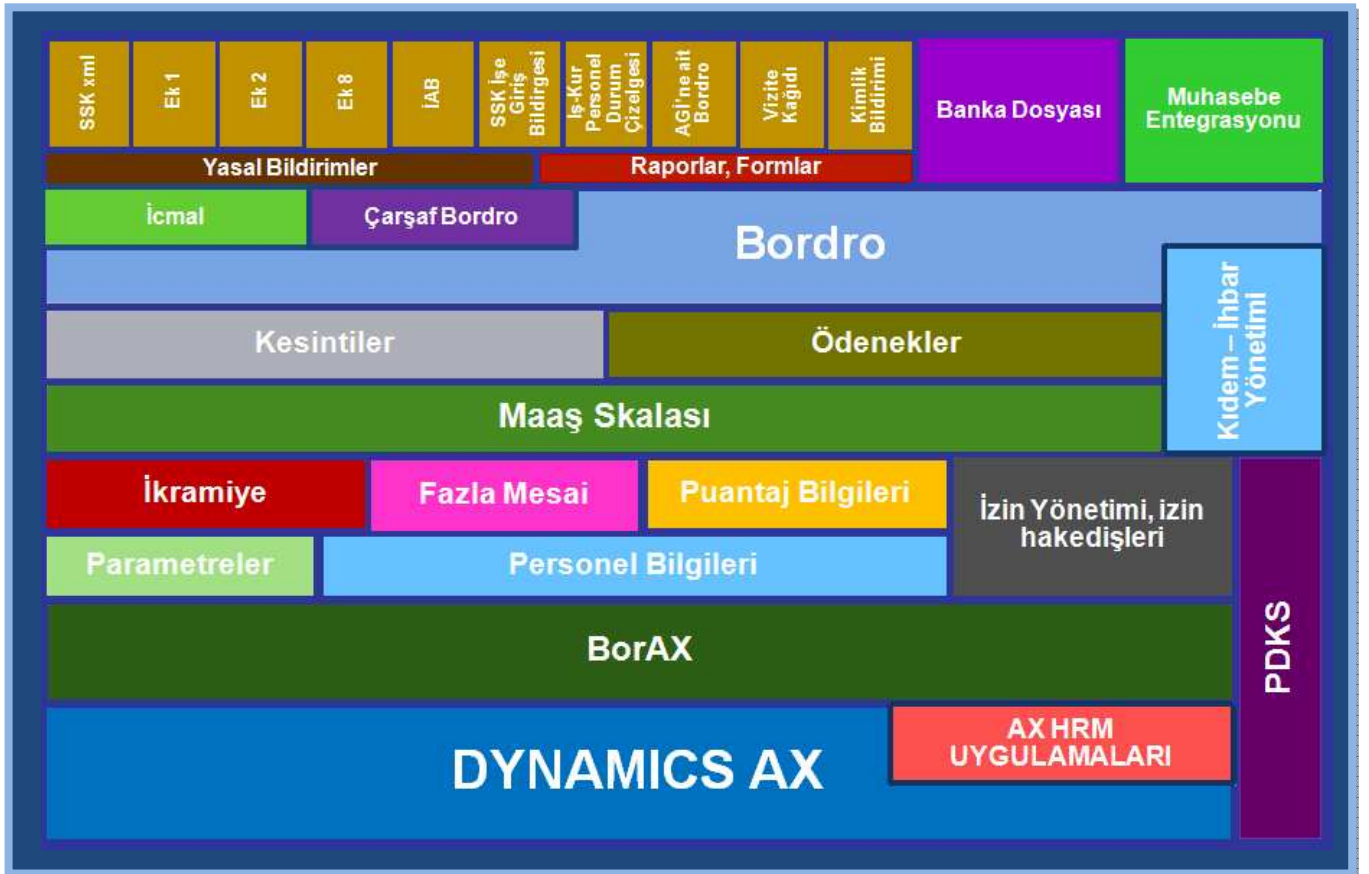 SSK xml
Ek 1
Ek 2
Ek 8
İAB
SSK İşe
Giriş
Bildirgesi
İş-Kur
Personel
Durum
Çizelgesi
AGİ'ne ait
Bordro
Vizite
Kağıdı
Kimlik
Bildirimi
Banka Dosyası
Muhasebe
Entegrasyonu
Yasal Bildirimler
Raporlar, Formlar
İcmal
Çarşaf Bordro
Bordro
Kıdem – İhbar
Yönetimi
Kesintiler
Ödenekler
Maaş Skalası
İkramiye
Fazla Mesai
Puantaj Bilgileri
İzin Yönetimi, izin
hakedişleri
Parametreler
Personel Bilgileri
PDKS
BorAX
AX HRM
UYGULAMALARI
DYNAMICS AX